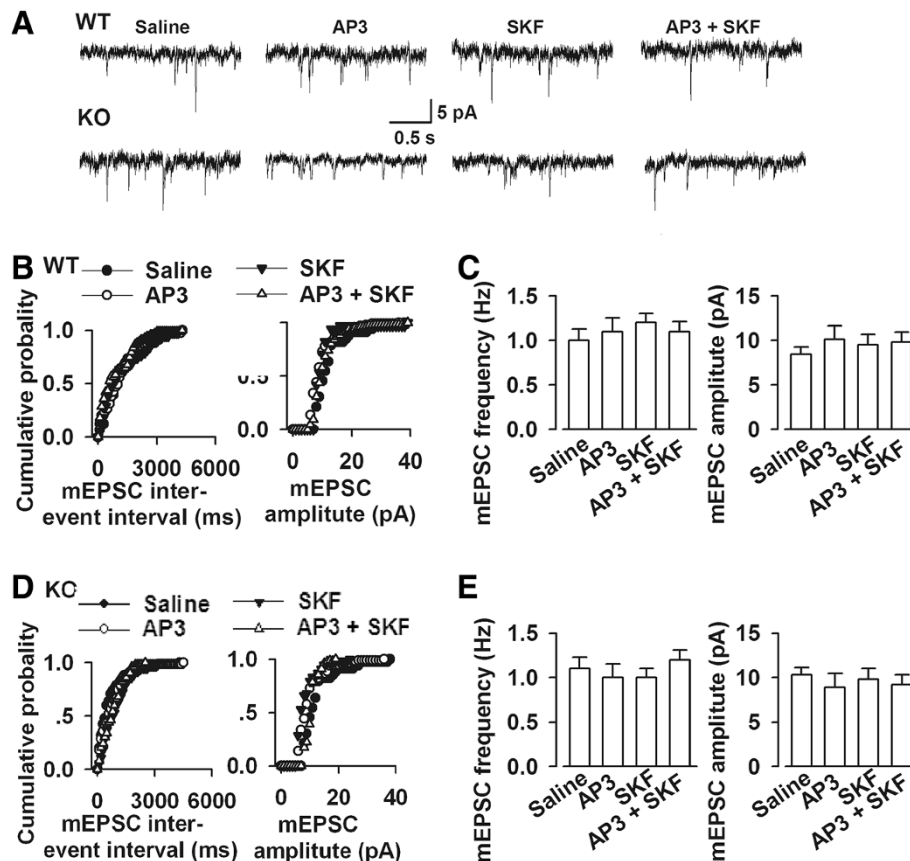 A
WT
Saline
AP3
SKF
AP3 + SKF
5 pA
0.5 s
KO
B
WT
Saline
AP3
SKF
AP3 + SKF
Cumulative probality
1.0
0.5
0.0
0 3000 6000
mEPSC inter-
event interval (ms)
1.0
0.5
0.0
0 20 40
mEPSC
amplitute (pA)
C
mEPSC frequency (Hz)
1.5
1.0
0.5
0.0
Saline
AP3
SKF
AP3 + SKF
mEPSC amplitude (pA)
15
10
5
0
Saline
AP3
SKF
AP3 + SKF
D
KO
Saline
AP3
SKF
AP3 + SKF
Cumulative probality
1.0
.5
0.0
0 3000 6000
mEPSC inter-
event interval (ms)
1.0
.5
0.0
0 20 40
mEPSC
amplitude (pA)
E
mEPSC frequency (Hz)
1.5
1.0
0.5
0.0
Saline
AP3
SKF
AP3 + SKF
mEPSC amplitude (pA)
15
10
5
0
Saline
AP3
SKF
AP3 + SKF